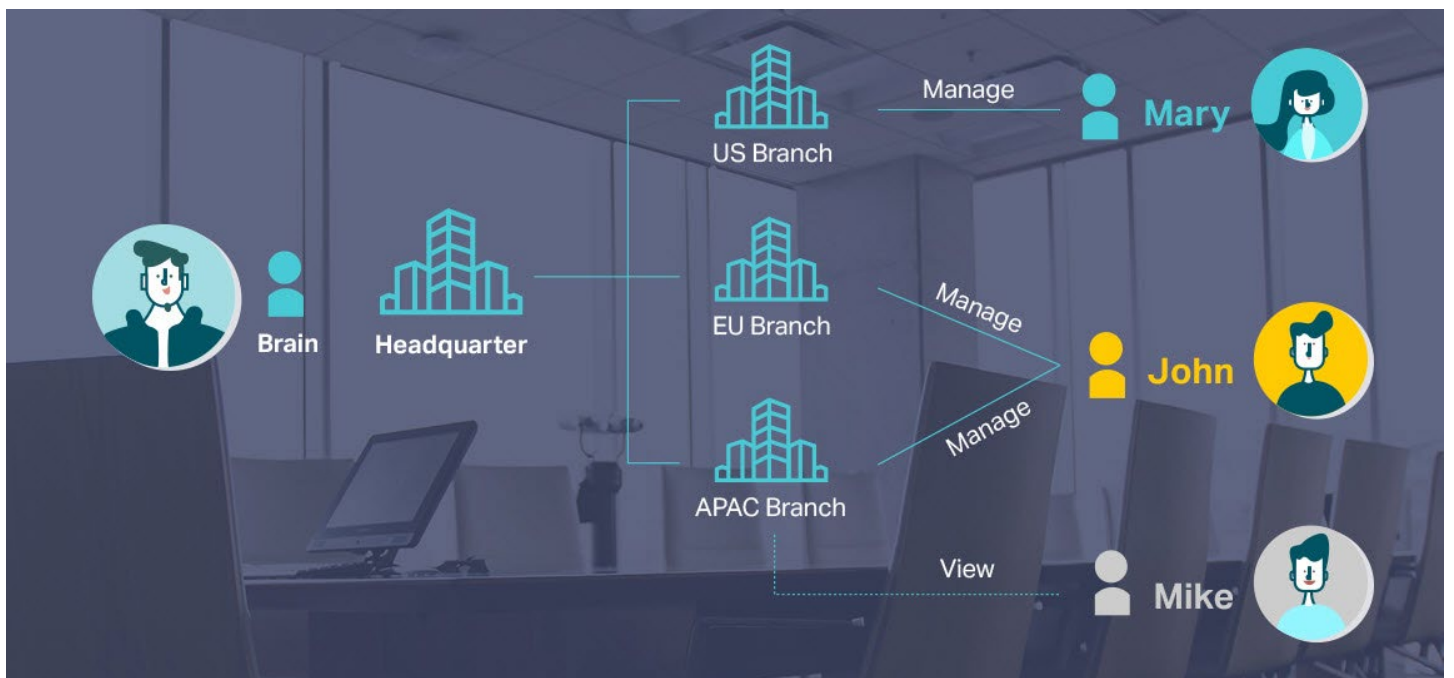 US Branch
Manage
Mary
Brain
Headquarter
EU Branch
Manage
John
Manage
APAC Branch
View
Mike